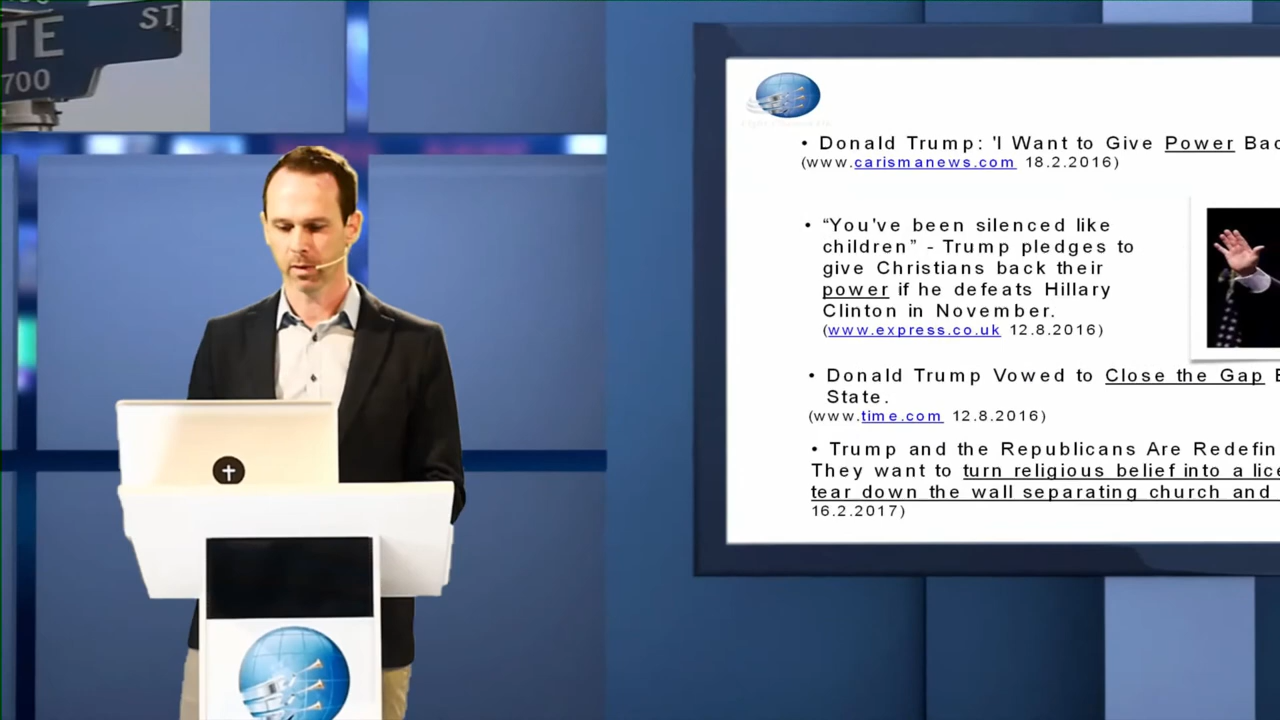 ST
TE
700
• Donald Trump: 'I Want to Give Power Bac
(www.carismanews.com 18.2.2016)
• “You've been silenced like
children” - Trump pledges to
give Christians back their
power if he defeats Hillary
Clinton in November.
(www.express.co.uk 12.8.2016)
• Donald Trump Vowed to Close the Gap
State.
(www.time.com 12.8.2016)
• Trump and the Republicans Are Redefin
They want to turn religious belief into a lice
tear down the wall separating church and
16.2.2017)